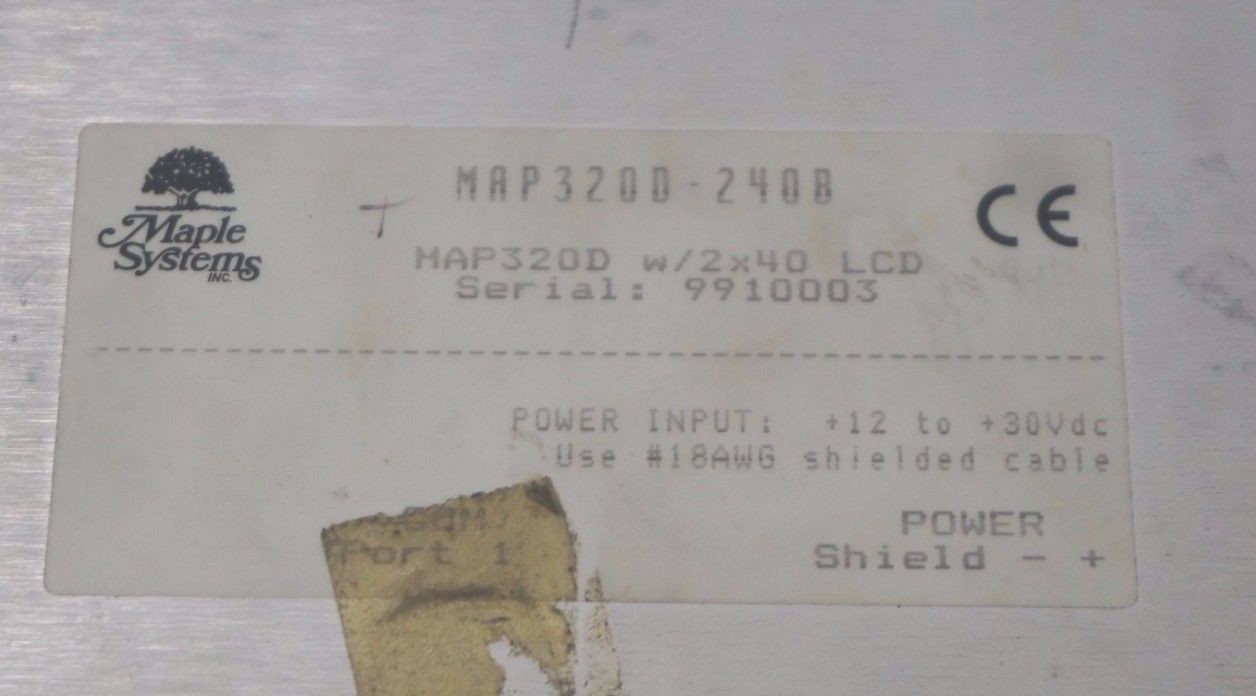 Maple
Systems
INC.
MAP320D-240B
CE
MAP320D w/2x40 LCD
Serial: 9910003
POWER INPUT: +12 to +30Vdc
Use #18AWG shielded cable
COM
Port 1
POWER
Shield - +